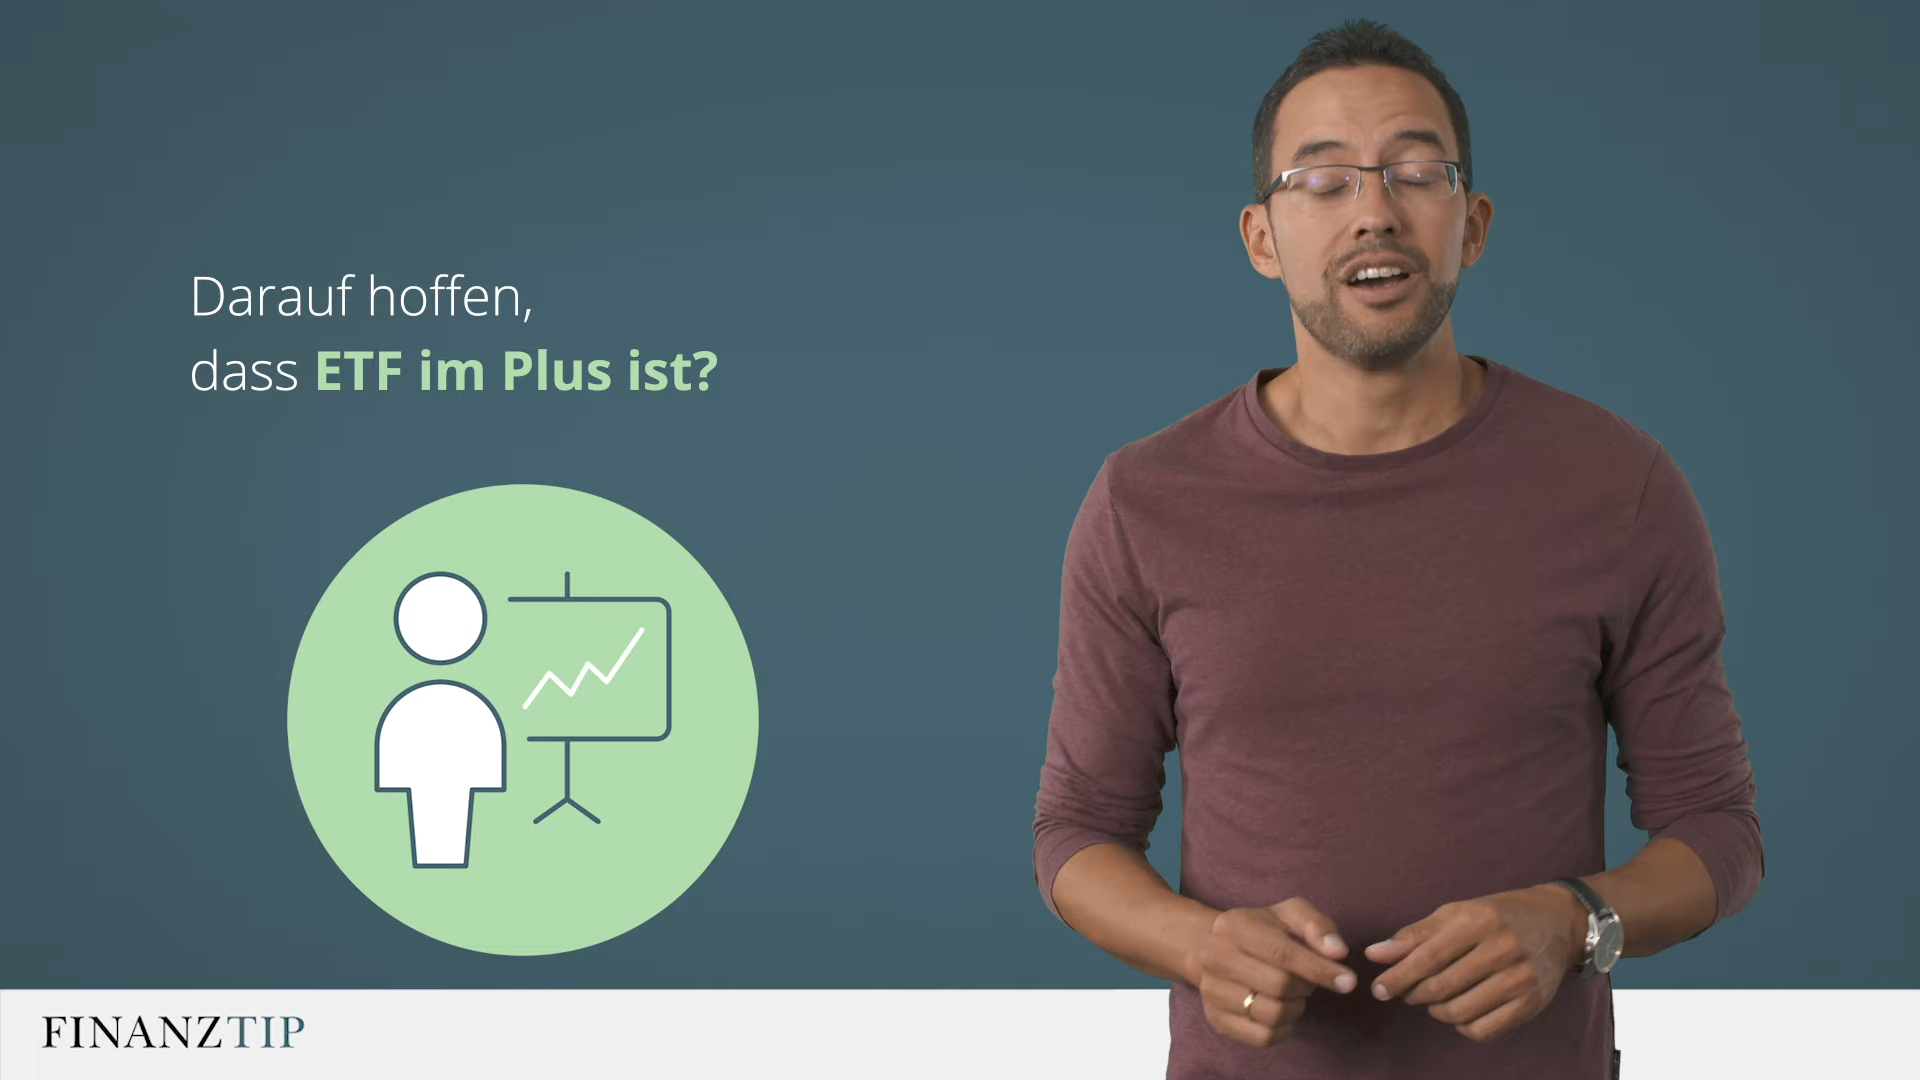 Darauf hoffen,
dass ETF im Plus ist?
FINANZTIP